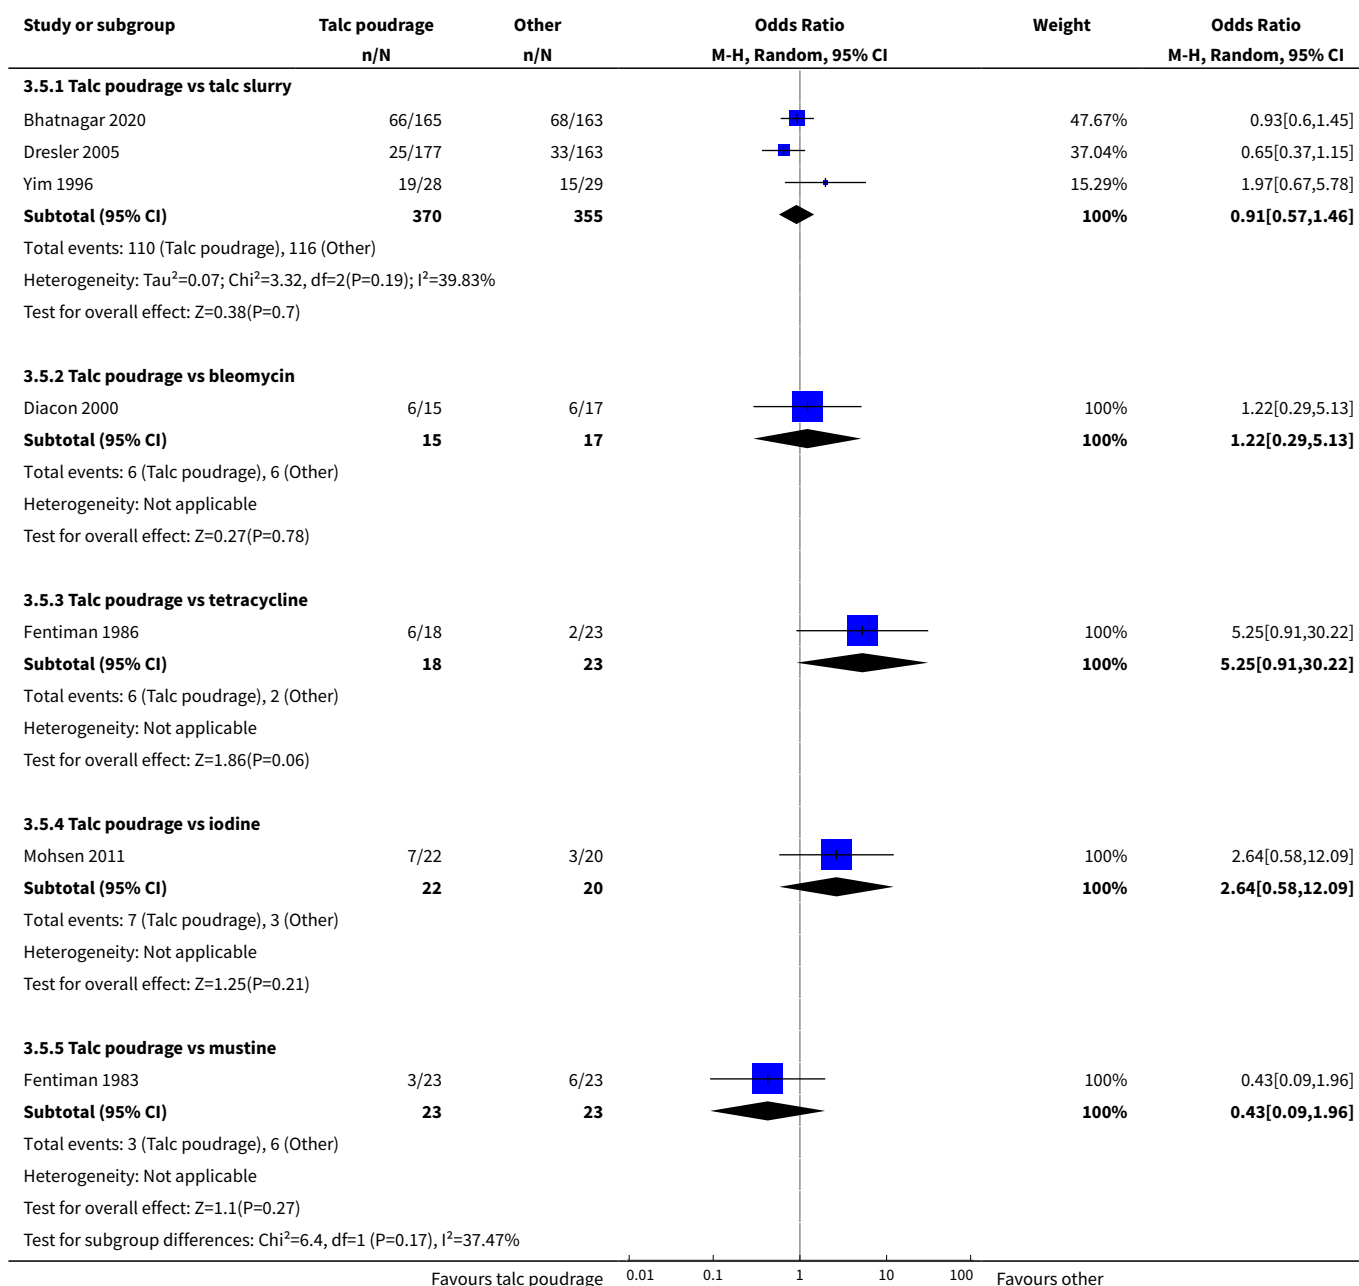 Study or subgroup Talc poudrage Other Odds Ratio Weight Odds Ratio
n/N n/N M-H, Random, 95% CI M-H, Random, 95% CI
3.5.1 Talc poudrage vs talc slurry
Bhatnagar 2020 66/165 68/163 47.67% 0.93[0.6,1.45]
Dresler 2005 25/177 33/163 37.04% 0.65[0.37,1.15]
Yim 1996 19/28 15/29 15.29% 1.97[0.67,5.78]
Subtotal (95% CI) 370 355 100% 0.91[0.57,1.46]
Total events: 110 (Talc poudrage), 116 (Other)
Heterogeneity: Tau²=0.07; Chi²=3.32, df=2(P=0.19); I²=39.83%
Test for overall effect: Z=0.38(P=0.7)
3.5.2 Talc poudrage vs bleomycin
Diacon 2000 6/15 6/17 100% 1.22[0.29,5.13]
Subtotal (95% CI) 15 17 100% 1.22[0.29,5.13]
Total events: 6 (Talc poudrage), 6 (Other)
Heterogeneity: Not applicable
Test for overall effect: Z=0.27(P=0.78)
3.5.3 Talc poudrage vs tetracycline
Fentiman 1986 6/18 2/23 100% 5.25[0.91,30.22]
Subtotal (95% CI) 18 23 100% 5.25[0.91,30.22]
Total events: 6 (Talc poudrage), 2 (Other)
Heterogeneity: Not applicable
Test for overall effect: Z=1.86(P=0.06)
3.5.4 Talc poudrage vs iodine
Mohsen 2011 7/22 3/20 100% 2.64[0.58,12.09]
Subtotal (95% CI) 22 20 100% 2.64[0.58,12.09]
Total events: 7 (Talc poudrage), 3 (Other)
Heterogeneity: Not applicable
Test for overall effect: Z=1.25(P=0.21)
3.5.5 Talc poudrage vs mustine
Fentiman 1983 3/23 6/23 100% 0.43[0.09,1.96]
Subtotal (95% CI) 23 23 100% 0.43[0.09,1.96]
Total events: 3 (Talc poudrage), 6 (Other)
Heterogeneity: Not applicable
Test for overall effect: Z=1.1(P=0.27)
Test for subgroup differences: Chi²=6.4, df=1 (P=0.17), I²=37.47%
Favours talc poudrage 0.01 0.1 1 10 100 Favours other